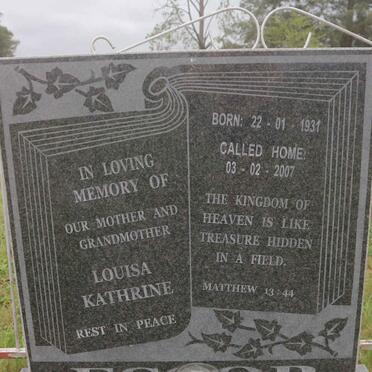 IN LOVING
MEMORY OF
OUR MOTHER AND
GRANDMOTHER
LOUISA
KATHRINE
REST IN PEACE
BORN: 22 - 01 - 1931
CALLED HOME:
03 - 02 - 2007
THE KINGDOM OF
HEAVEN IS LIKE
TREASURE HIDDEN
IN A FIELD.
MATTHEW 13:44